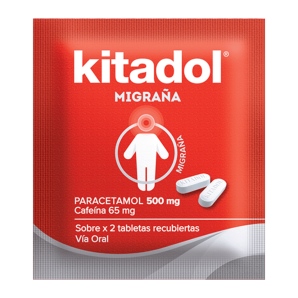 kitadol®
MIGRAÑA
MIGRAÑA
PARACETAMOL 500 mg
Cafeína 65 mg
Sobre x 2 tabletas recubiertas
Vía Oral